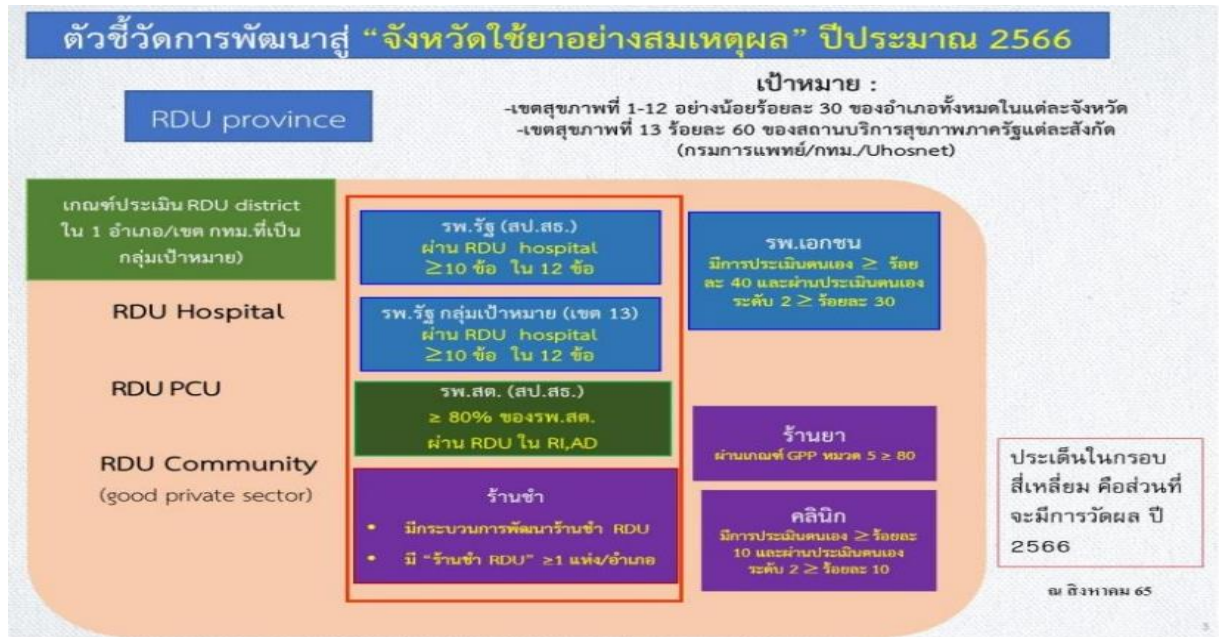 ตัวชี้วัดการพัฒนาสู่ “จังหวัดใช้ยาอย่างสมเหตุผล” ปีประมาณ 2566
RDU province
เป้าหมาย :
-เขตสุขภาพที่ 1-12 อย่างน้อยร้อยละ 30 ของอำเภอทั้งหมดในแต่ละจังหวัด
-เขตสุขภาพที่ 13 ร้อยละ 60 ของสถานบริการสุขภาพภาครัฐแต่ละสังกัด
(กรมการแพทย์/กทม./Uhosnet)
เกณฑ์ประเมิน RDU district
ใน 1 อำเภอ/เขต กทม.ที่เป็น
กลุ่มเป้าหมาย)
RDU Hospital
RDU PCU
RDU Community
(good private sector)
รพ.รัฐ (สป.สธ.)
ผ่าน RDU hospital
≥10 ข้อ ใน 12 ข้อ
รพ.รัฐ กลุ่มเป้าหมาย (เขต 13)
ผ่าน RDU hospital
≥10 ข้อ ใน 12 ข้อ
รพ.สต. (สป.สธ.)
≥ 80% ของรพ.สต.
ผ่าน RDU ใน RI,AD
ร้านชำ
• มีกระบวนการพัฒนาร้านชำ RDU
• มี “ร้านชำ RDU” ≥1 แห่ง/อำเภอ
รพ.เอกชน
มีการประเมินตนเอง ≥ ร้อย
ละ 40 และผ่านประเมินตนเอง
ระดับ 2 ≥ ร้อยละ 30
ร้านยา
ผ่านเกณฑ์ GPP หมวด 5 ≥ 80
คลินิก
มีการประเมินตนเอง ≥ ร้อยละ
10 และผ่านประเมินตนเอง
ระดับ 2 ≥ ร้อยละ 10
ประเด็นในกรอบ
สี่เหลี่ยม คือส่วนที่
จะมีการวัดผล ปี
2566
ณ สิงหาคม 65